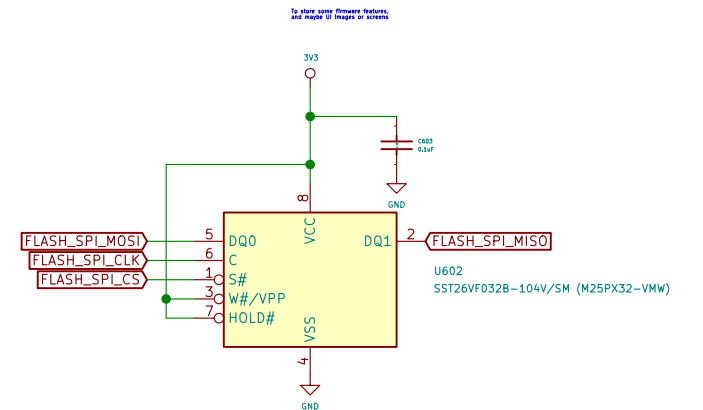 To store some firmware features,
and maybe UI images or screens
3V3
C603
0.1uF
GND
8
VCC
FLASH_SPI_MOSI
5
DQ0
DQ1
2
FLASH_SPI_MISO
FLASH_SPI_CLK
6
C
FLASH_SPI_CS
1
S#
3
W#/VPP
7
HOLD#
U602
SST26VF032B-104V/SM (M25PX32-VMW)
VSS
4
GND